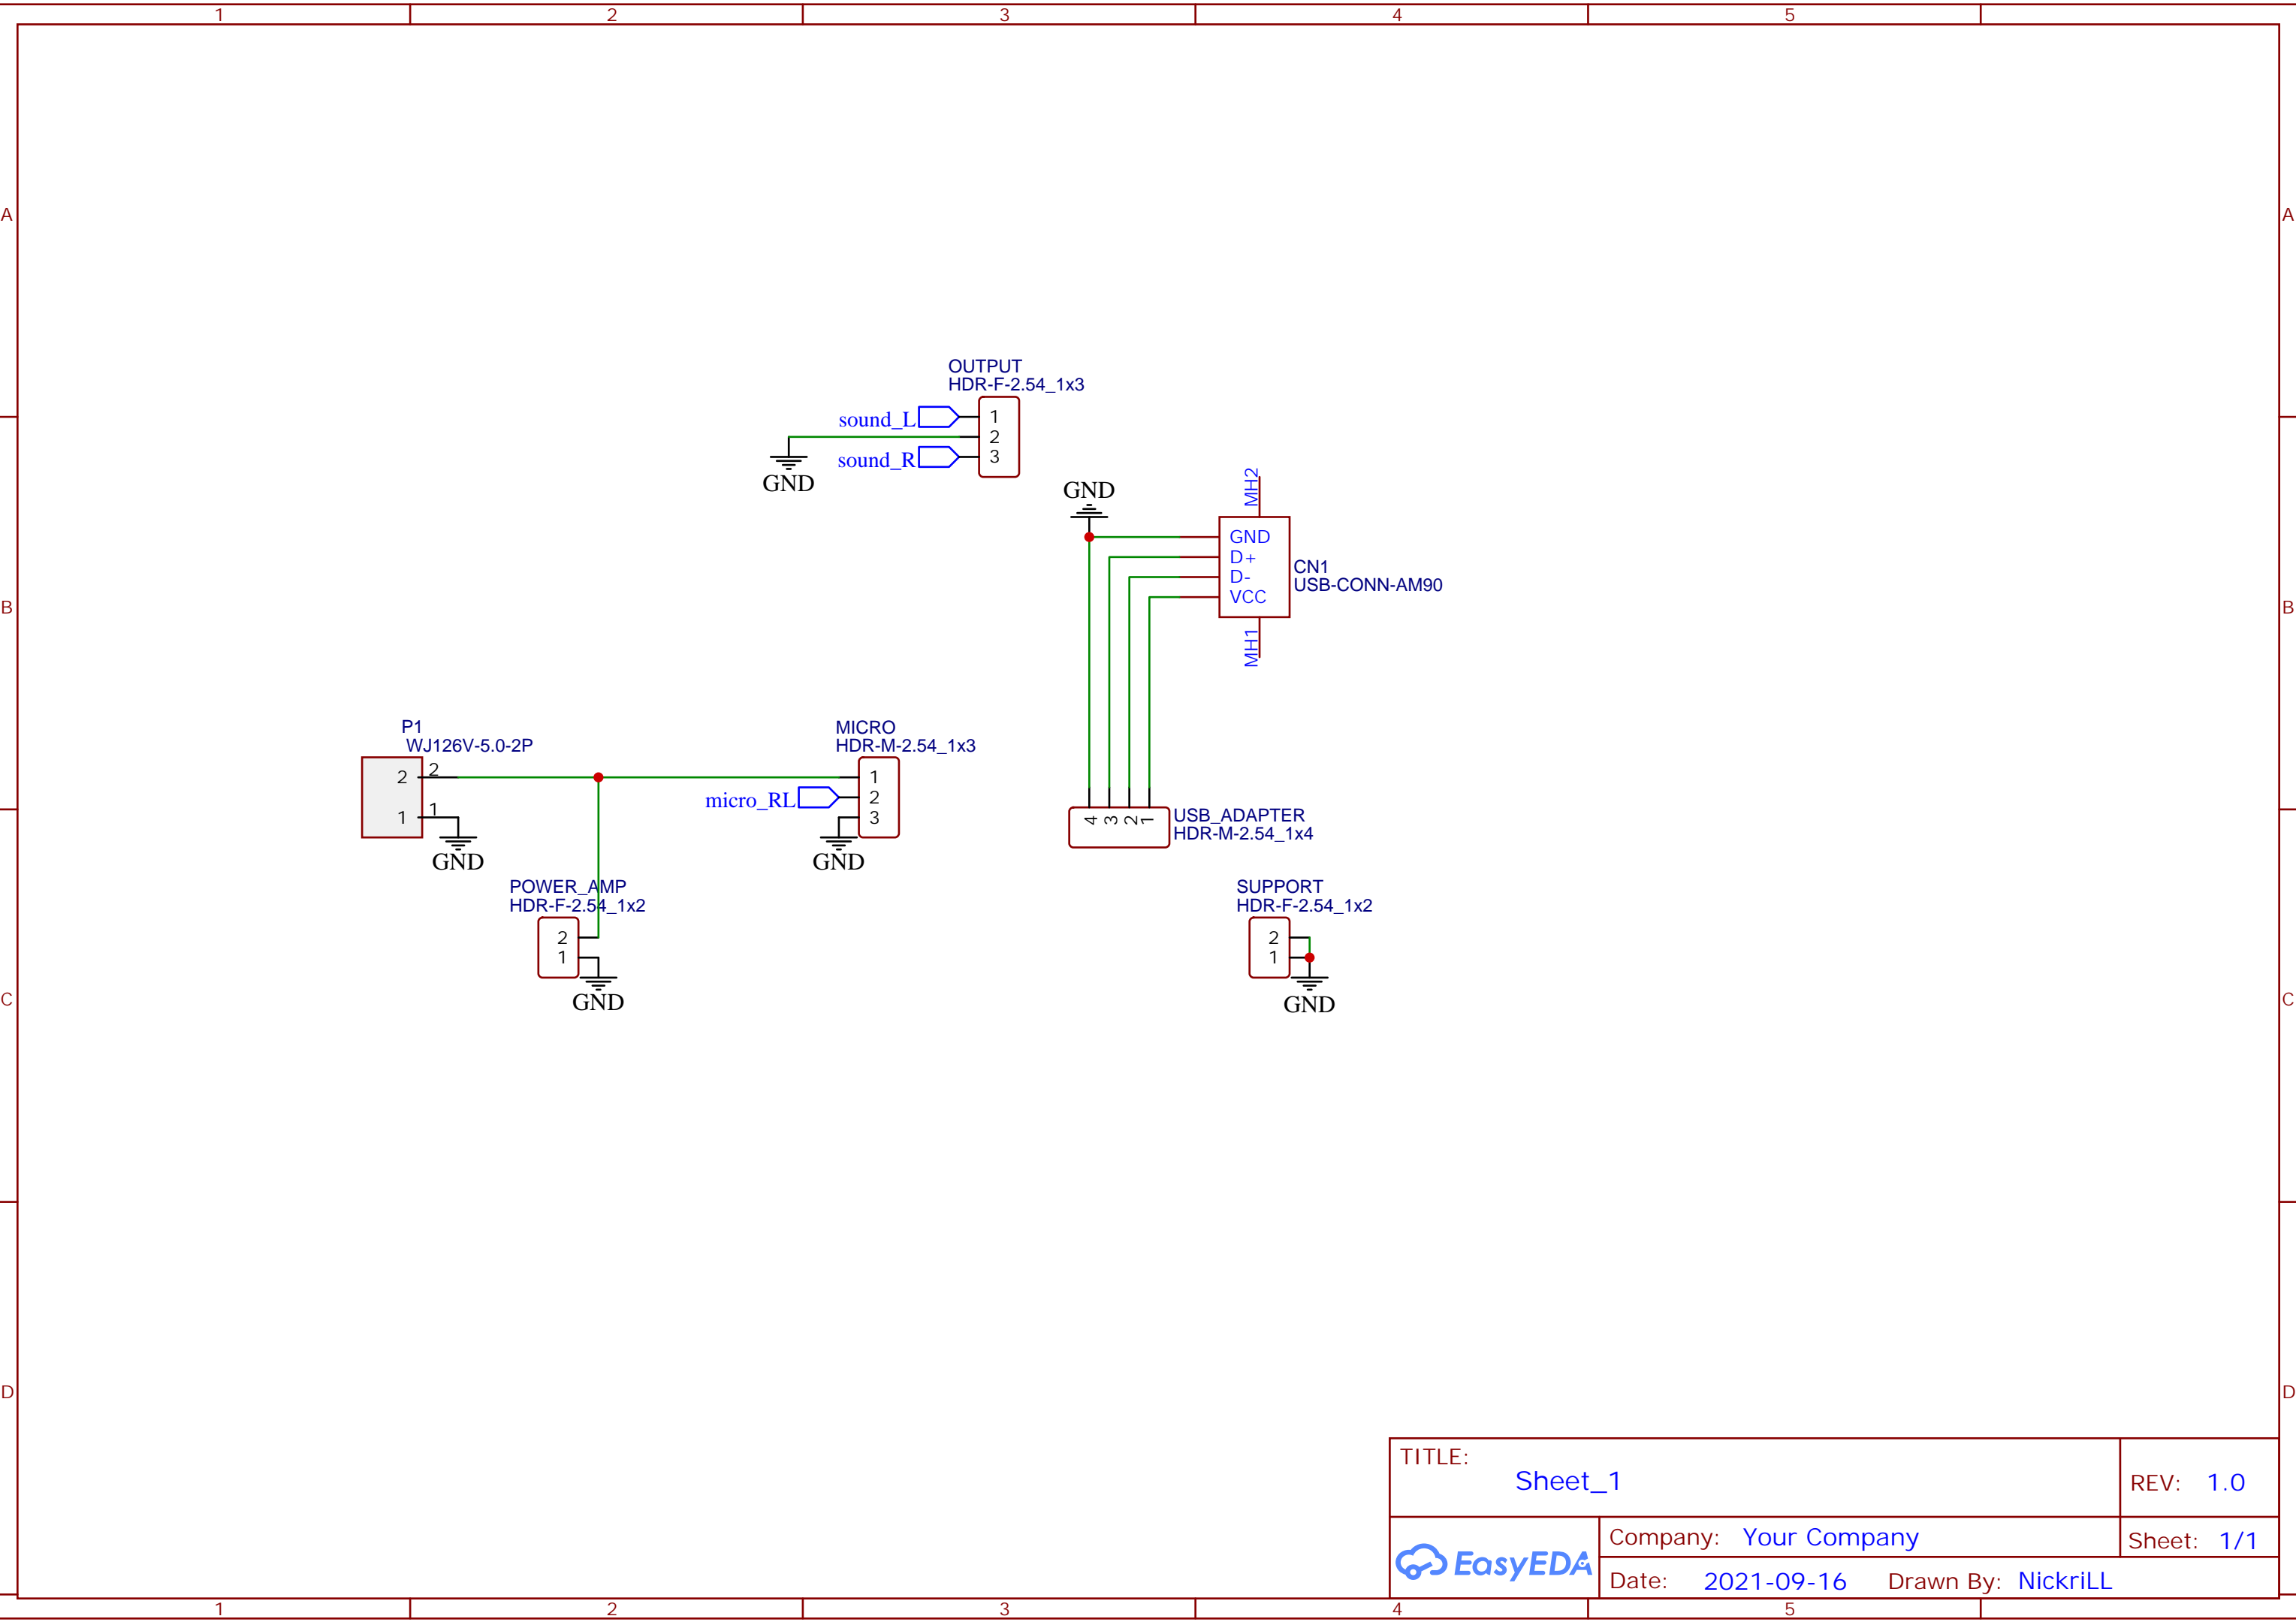 1 2 3 4 5
A A
OUTPUT
HDR-F-2.54_1x3
sound_L 1
2
sound_R 3
GND
GND
MH2
GND
D+
D-
VCC
CN1
USB-CONN-AM90
MH1
B B
P1
WJ126V-5.0-2P
2 2
1 1
GND
MICRO
HDR-M-2.54_1x3
1
micro_RL 2
3
GND
4 3 2 1
USB_ADAPTER
HDR-M-2.54_1x4
POWER_AMP
HDR-F-2.54_1x2
2
1
GND
SUPPORT
HDR-F-2.54_1x2
2
1
GND
C C
D D
TITLE:
Sheet_1
REV: 1.0
EasyEDA
Company: Your Company
Sheet: 1/1
Date: 2021-09-16 Drawn By: NickriLL
1 2 3 4 5